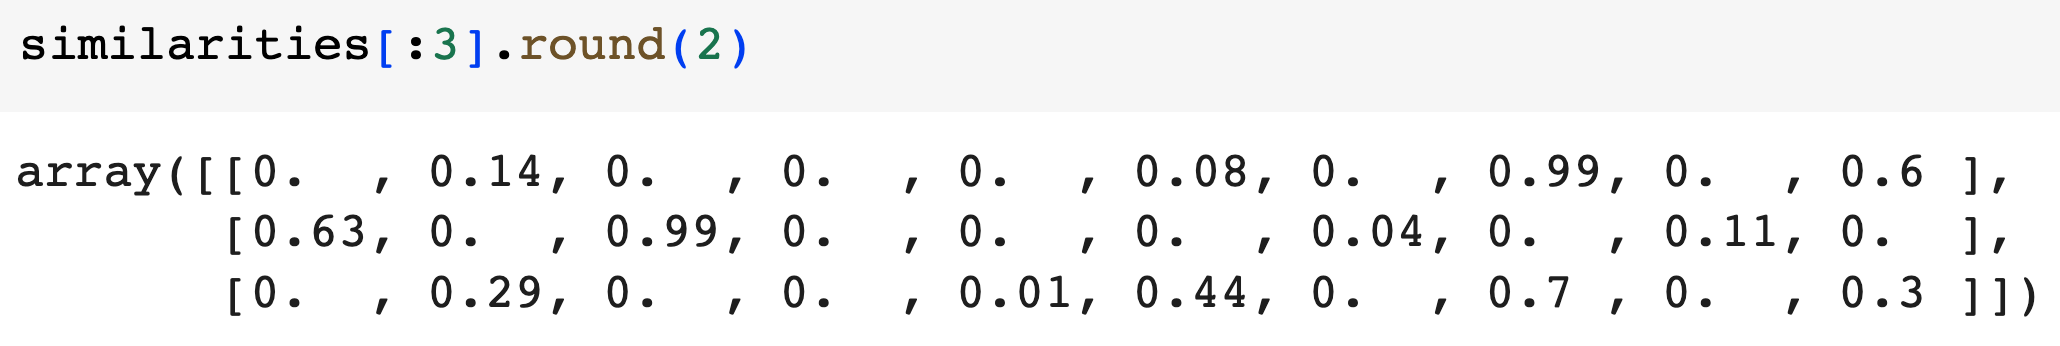 similarities[:3].round(2)
array([[0.  , 0.14, 0.  , 0.  , 0.  , 0.08, 0.  , 0.99, 0.  , 0.6 ],
       [0.63, 0.  , 0.99, 0.  , 0.  , 0.  , 0.04, 0.  , 0.11, 0.  ],
       [0.  , 0.29, 0.  , 0.  , 0.01, 0.44, 0.  , 0.7 , 0.  , 0.3 ]])